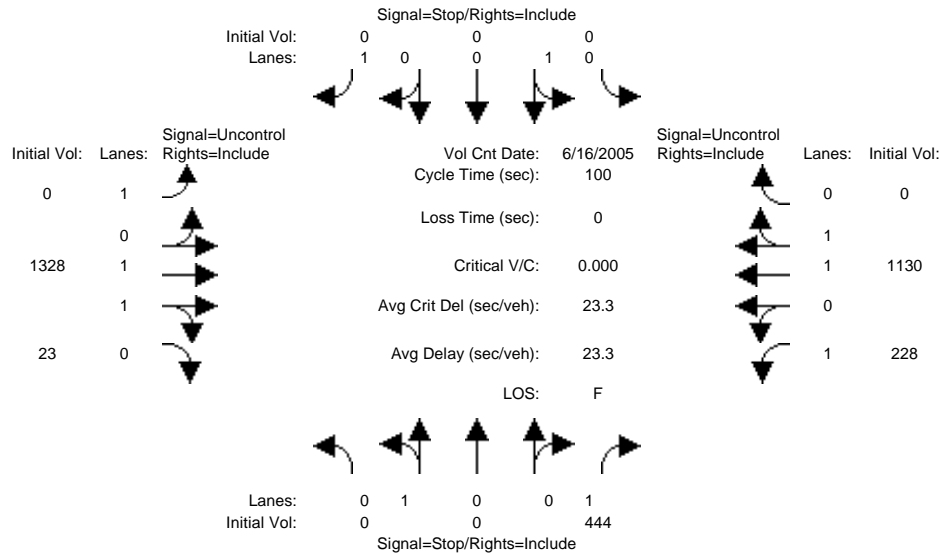 Signal=Stop/Rights=Include
Initial Vol: 0 0 0
Lanes: 1 0 0 1 0
Signal=Uncontrol Signal=Uncontrol
Initial Vol: Lanes: Rights=Include Vol Cnt Date: 6/16/2005 Rights=Include Lanes: Initial Vol:
Cycle Time (sec): 100
0 1 0 0
Loss Time (sec): 0
0 1
1328 1 Critical V/C: 0.000 1 1130
1 Avg Crit Del (sec/veh): 23.3 0
23 0 Avg Delay (sec/veh): 23.3 1 228
LOS: F
Lanes: 0 1 0 0 1
Initial Vol: 0 0 444
Signal=Stop/Rights=Include